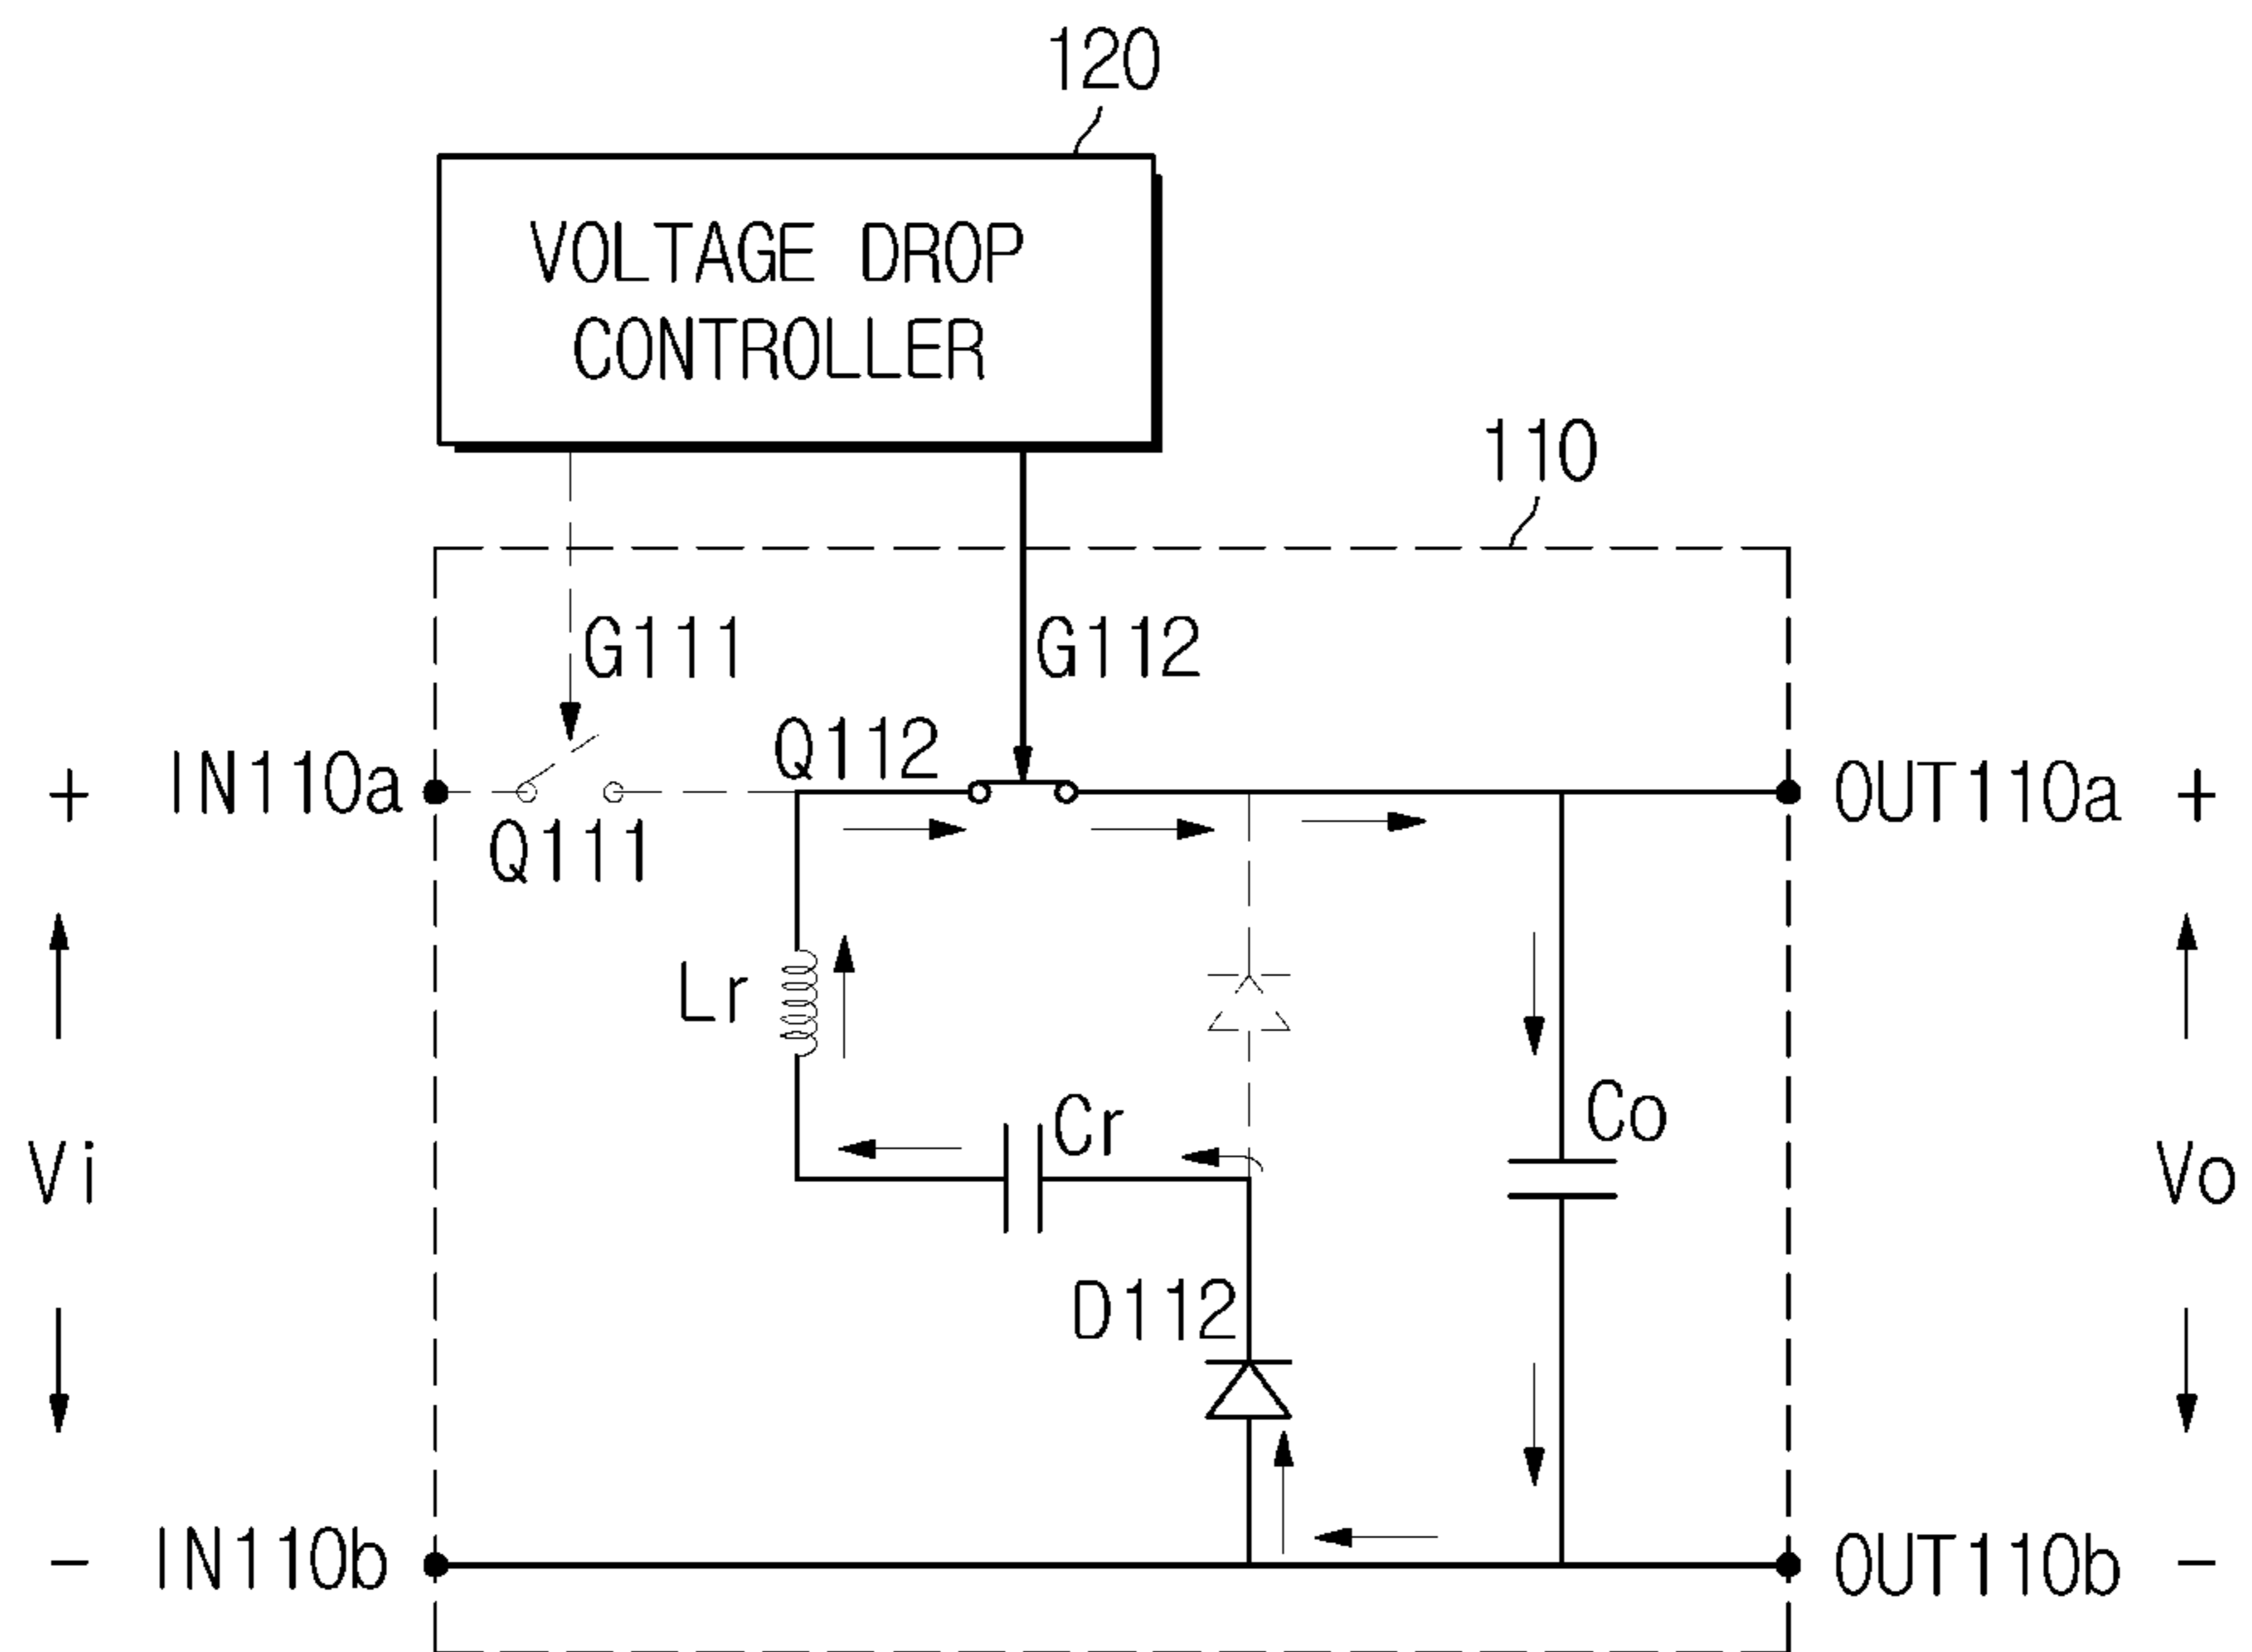 120
VOLTAGE DROP
CONTROLLER
110
G111
G112
Q112
+ IN110a
OUT110a +
Q111
Lr
Cr
Co
Vi
Vo
D112
- IN110b
OUT110b -